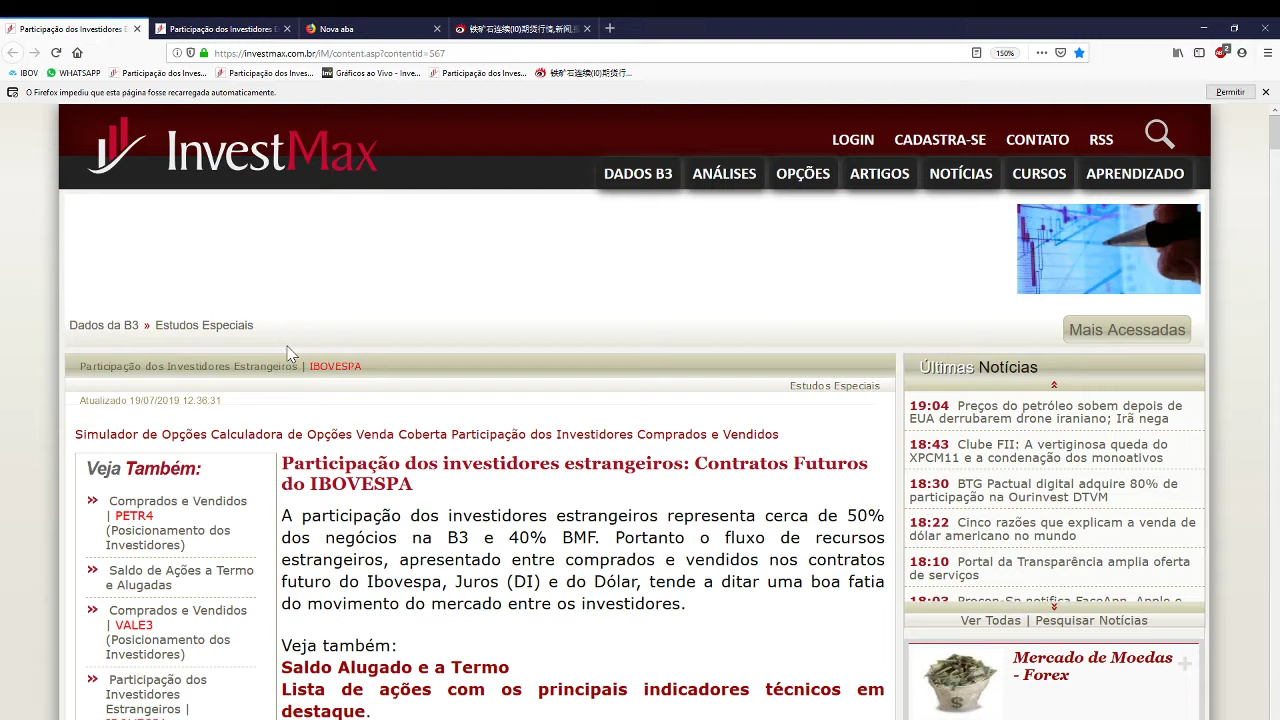 Participação dos Investidores E
Participação dos Investidores E
Nova aba
铁矿石连续(I0)期货行情,新闻,
https://investmax.com.br/iM/content.asp?contentid=567
150%
2
IBOV
WHATSAPP
Participação dos Inves...
Participação dos Inves...
Inv
Gráficos ao Vivo - Inve...
Participação dos Inves...
铁矿石连续(I0)期货行...
O Firefox impediu que esta página fosse recarregada automaticamente.
Permitir
InvestMax
LOGIN
CADASTRA-SE
CONTATO
RSS
DADOS B3
ANÁLISES
OPÇÕES
ARTIGOS
NOTÍCIAS
CURSOS
APRENDIZADO
Dados da B3 » Estudos Especiais
Mais Acessadas
Participação dos Investidores Estrangeiros | IBOVESPA
Estudos Especiais
Atualizado 19/07/2019 12.36.31
Simulador de Opções Calculadora de Opções Venda Coberta Participação dos Investidores Comprados e Vendidos
Veja Também:
Comprados e Vendidos
| PETR4
(Posicionamento dos
Investidores)
Saldo de Ações a Termo
e Alugadas
Comprados e Vendidos
| VALE3
(Posicionamento dos
Investidores)
Participação dos
Investidores
Estrangeiros |
Participação dos investidores estrangeiros: Contratos Futuros
do IBOVESPA
A participação dos investidores estrangeiros representa cerca de 50%
dos negócios na B3 e 40% BMF. Portanto o fluxo de recursos
estrangeiros, apresentado entre comprados e vendidos nos contratos
futuro do Ibovespa, Juros (DI) e do Dólar, tende a ditar uma boa fatia
do movimento do mercado entre os investidores.
Veja também:
Saldo Alugado e a Termo
Lista de ações com os principais indicadores técnicos em
destaque.
Últimas Notícias
19:04 Preços do petróleo sobem depois de
EUA derrubarem drone iraniano; Irã nega
18:43 Clube FII: A vertiginosa queda do
XPCM11 e a condenação dos monoativos
18:30 BTG Pactual digital adquire 80% de
participação na Ourinvest DTVM
18:22 Cinco razões que explicam a venda de
dólar americano no mundo
18:10 Portal da Transparência amplia oferta
de serviços
18:03 Procon-Sp notifica FaceApp, Apple e
Ver Todas | Pesquisar Notícias
Mercado de Moedas
- Forex